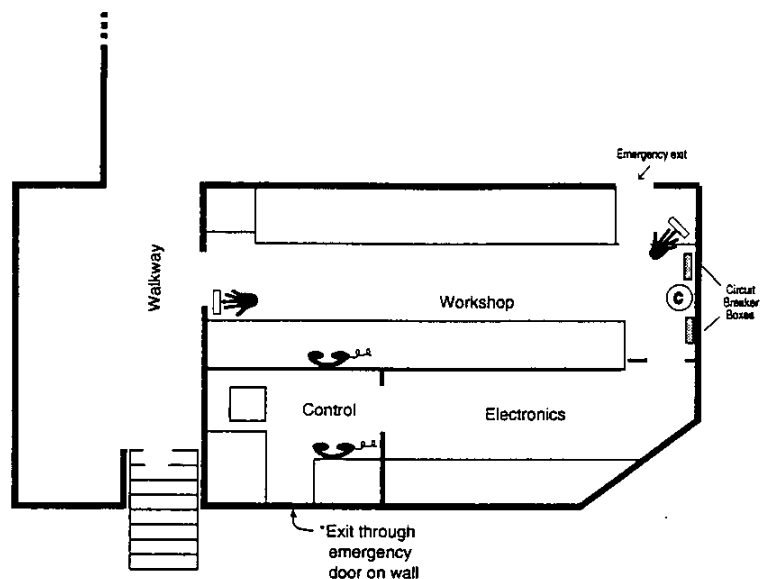 Emergency exit
Walkway
Workshop
C
Circuit
Breaker
Boxes
Control
Electronics
*Exit through
emergency
door on wall